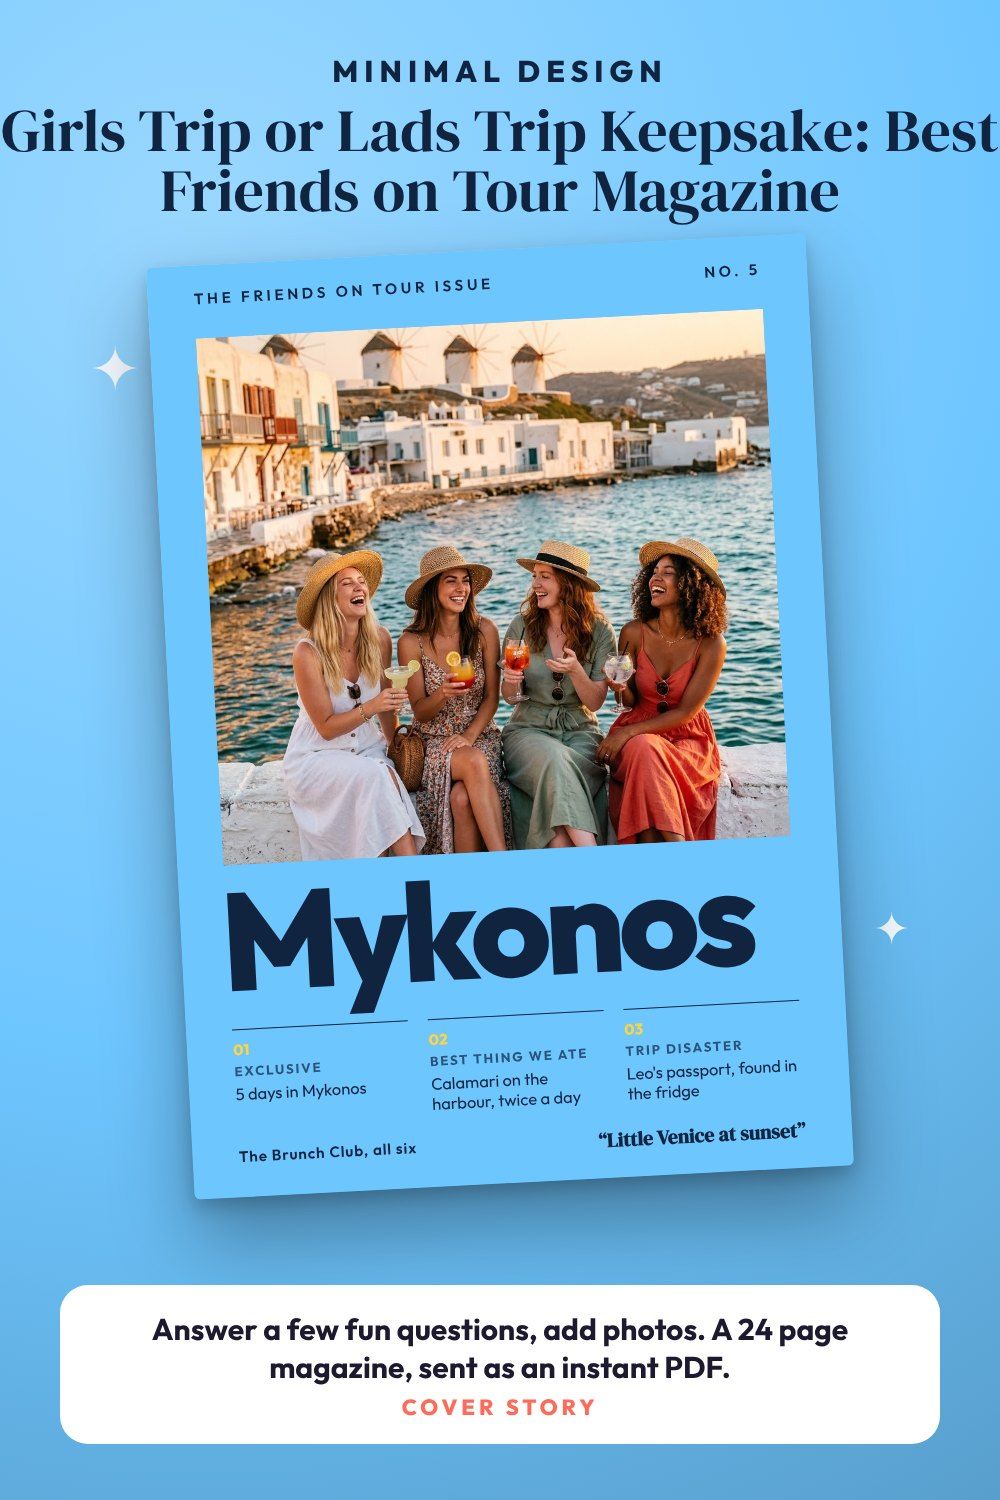 MINIMAL DESIGN
Girls Trip or Lads Trip Keepsake: Best
Friends on Tour Magazine
THE FRIENDS ON TOUR ISSUE
NO. 5
Mykonos
01
EXCLUSIVE
5 days in Mykonos
02
BEST THING WE ATE
Calamari on the
harbour, twice a day
03
TRIP DISASTER
Leo's passport, found in
the fridge
The Brunch Club, all six
“Little Venice at sunset”
Answer a few fun questions, add photos. A 24 page
magazine, sent as an instant PDF.
COVER STORY